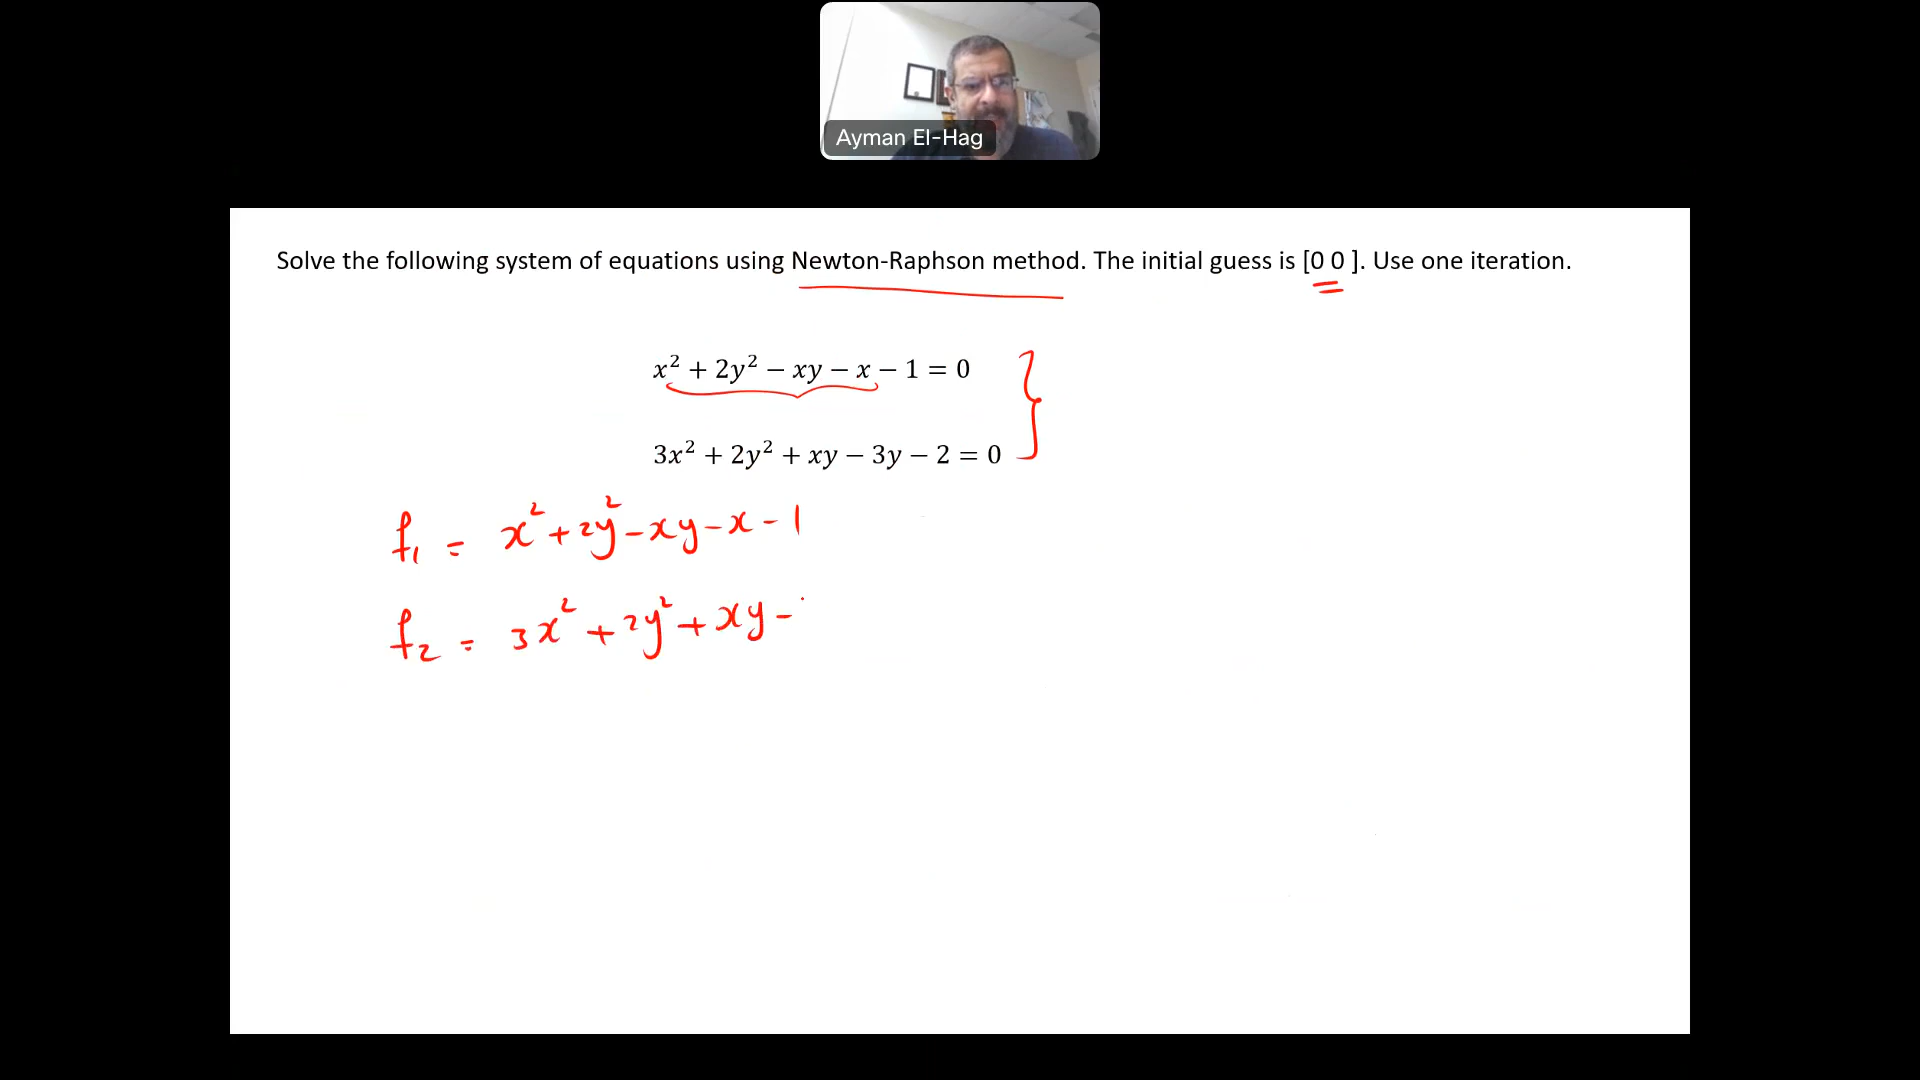 Ayman El-Hag
Solve the following system of equations using Newton-Raphson method. The initial guess is [0 0 ]. Use one iteration.
x² + 2y² − xy − x − 1 = 0
3x² + 2y² + xy − 3y − 2 = 0
f₁ = x² + 2y² - xy - x - 1
f₂ = 3x² + 2y² + xy -